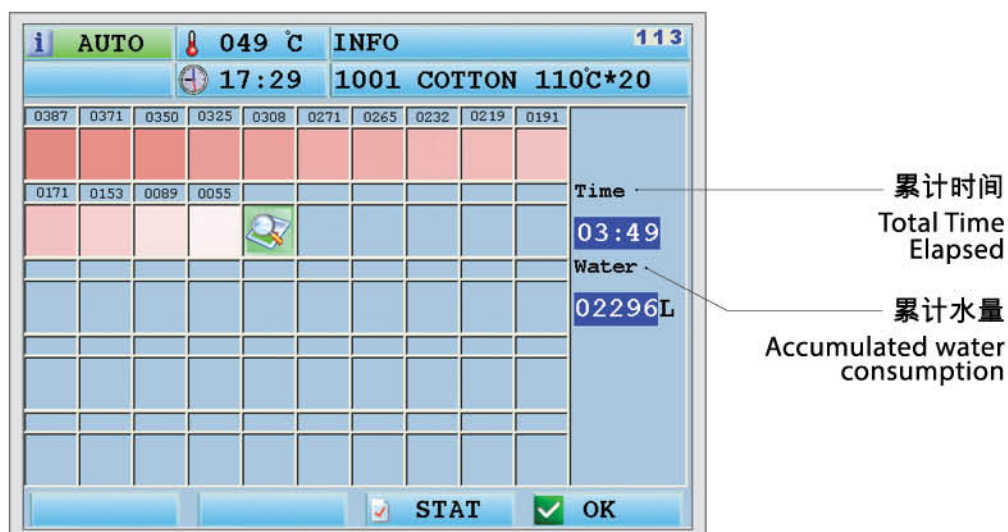 i AUTO 049 ℃ INFO 113
17:29 1001 COTTON 110℃*20
0387 0371 0350 0325 0308 0271 0265 0232 0219 0191
0171 0153 0089 0055
Time
03:49
Water
02296L
STAT OK
累计时间
Total Time
Elapsed
累计水量
Accumulated water
consumption